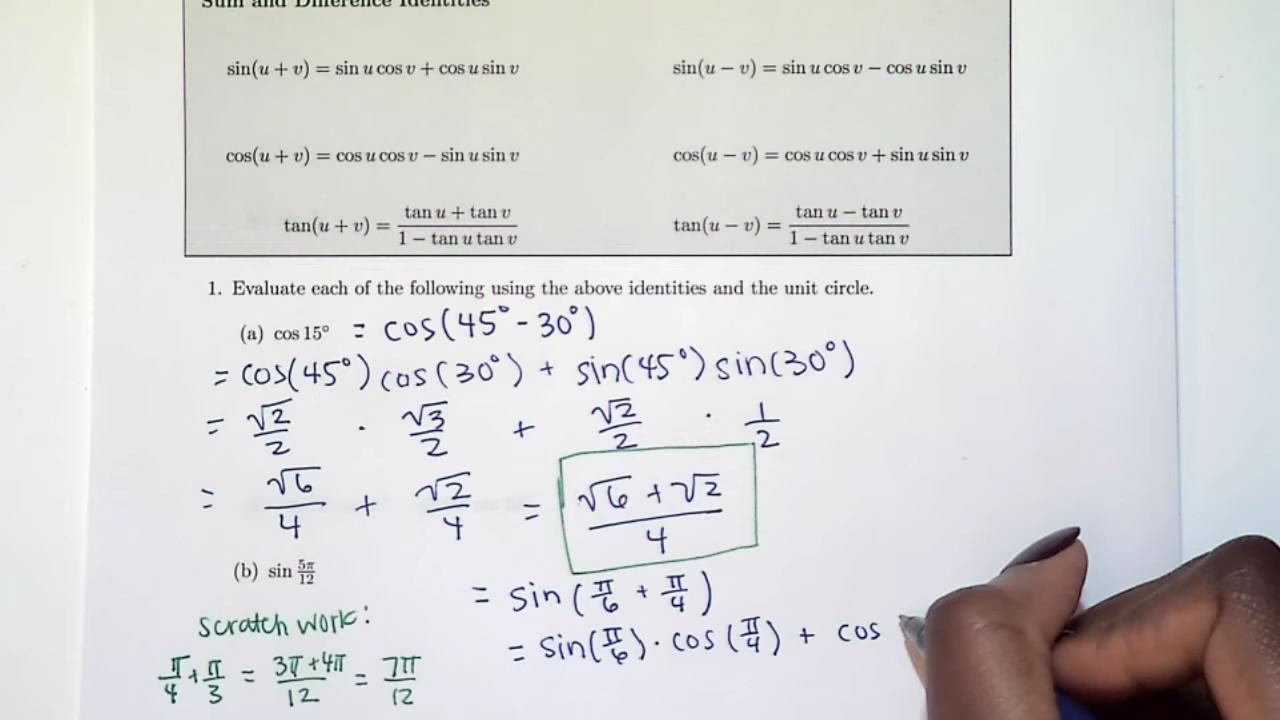 Sum and Difference Identities
sin(u + v) = sin u cos v + cos u sin v
sin(u − v) = sin u cos v − cos u sin v
cos(u + v) = cos u cos v − sin u sin v
cos(u − v) = cos u cos v + sin u sin v
tan(u + v) = (tan u + tan v)/(1 − tan u tan v)
tan(u − v) = (tan u − tan v)/(1 − tan u tan v)
1. Evaluate each of the following using the above identities and the unit circle.
(a) cos 15° = cos(45° - 30°)
= cos(45°) cos(30°) + sin(45°) sin(30°)
= √2/2 · √3/2 + √2/2 · 1/2
= √6/4 + √2/4 = (√6 + √2)/4
(b) sin 5π/12 = sin(π/6 + π/4)
= sin(π/6) · cos(π/4) + cos
scratch work:
π/4 + π/3 = (3π + 4π)/12 = 7π/12